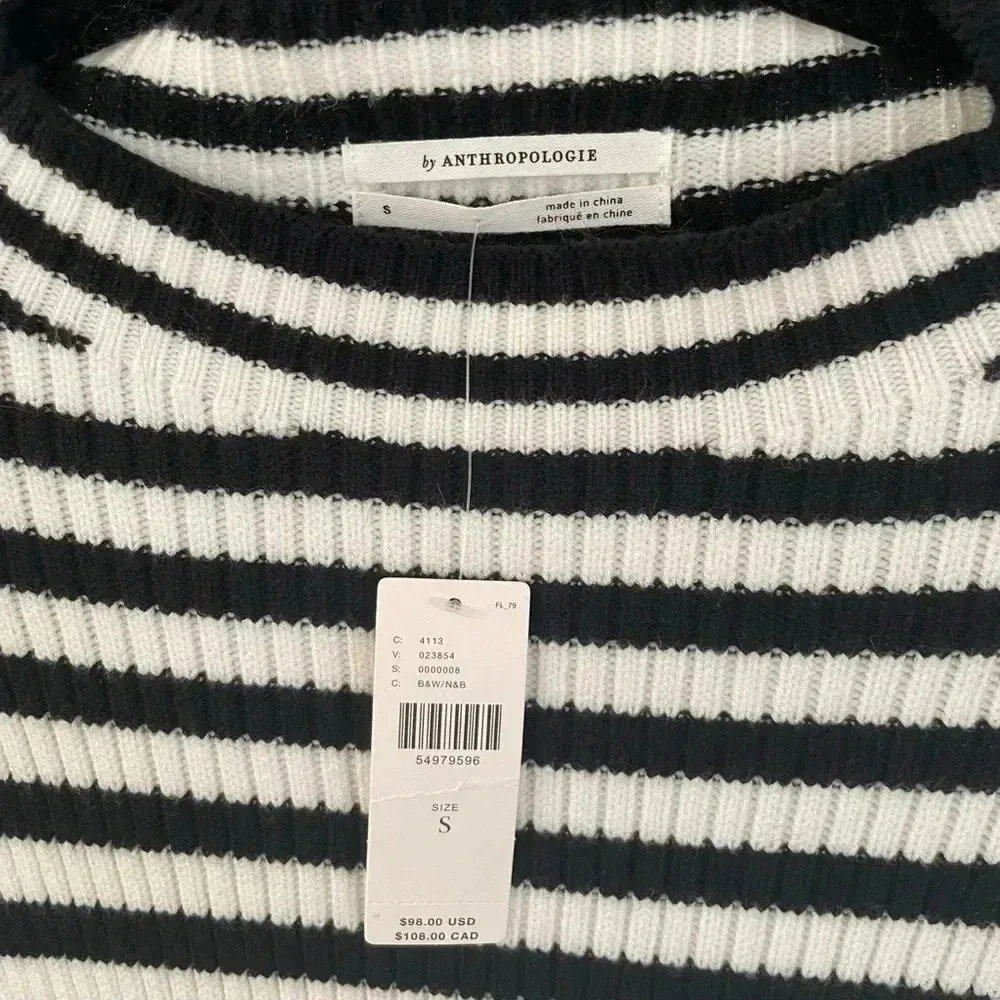 by ANTHROPOLOGIE
S
made in china
fabriqué en chine
FL_79
C: 4113
V: 023854
S: 0000008
C: B&W/N&B
54979596
SIZE
S
$98.00 USD
$108.00 CAD